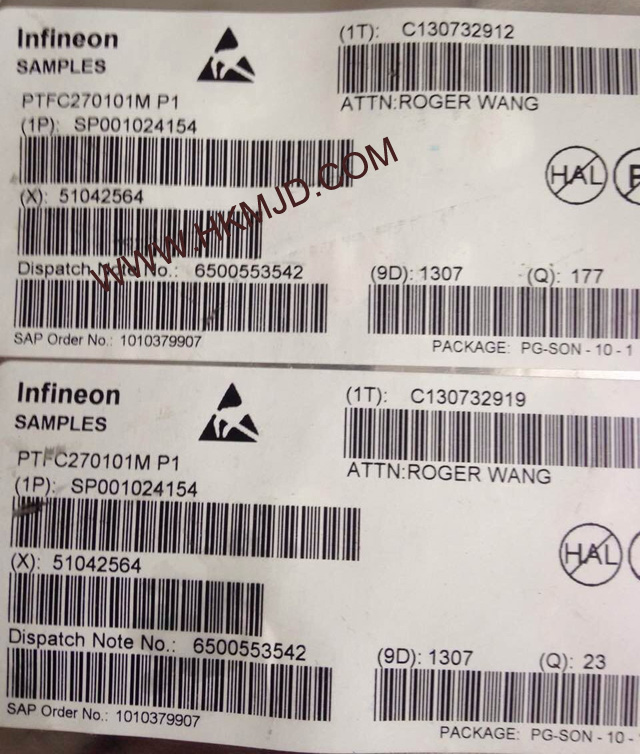 Infineon
SAMPLES
(1T): C130732912
PTFC270101M P1
ATTN:ROGER WANG
(1P): SP001024154
HAL
(X): 51042564
WWW.HKMJD.COM
Dispatch No.: 6500553542
(9D): 1307 (Q): 177
SAP Order No.: 1010379907
PACKAGE: PG-SON - 10 - 1
Infineon
SAMPLES
(1T): C130732919
PTFC270101M P1
ATTN:ROGER WANG
(1P): SP001024154
HAL
(X): 51042564
Dispatch Note No.: 6500553542
(9D): 1307 (Q): 23
SAP Order No.: 1010379907
PACKAGE: PG-SON - 10 -